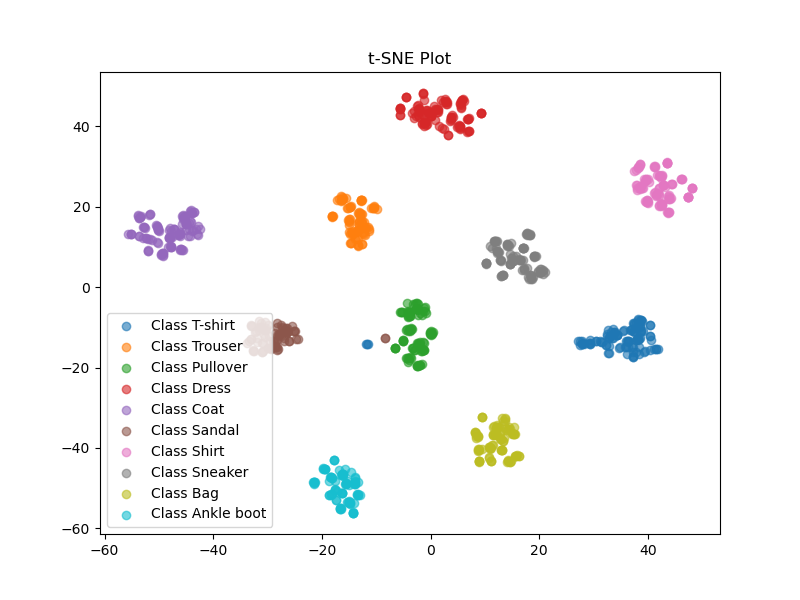 t-SNE Plot
40
20
0
−20
−40
−60
Class T-shirt
Class Trouser
Class Pullover
Class Dress
Class Coat
Class Sandal
Class Shirt
Class Sneaker
Class Bag
Class Ankle boot
−60 −40 −20 0 20 40